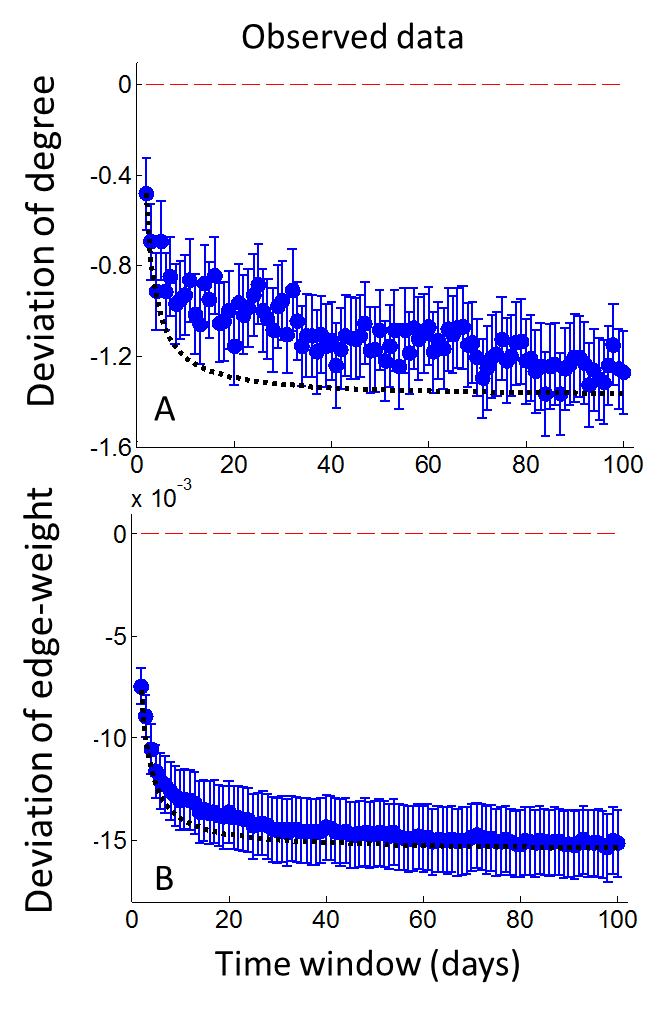 Observed data
Deviation of degree
0
-0.4
-0.8
-1.2
-1.6
A
0 20 40 60 80 100
x 10-3
Deviation of edge-weight
0
-5
-10
-15
B
0 20 40 60 80 100
Time window (days)